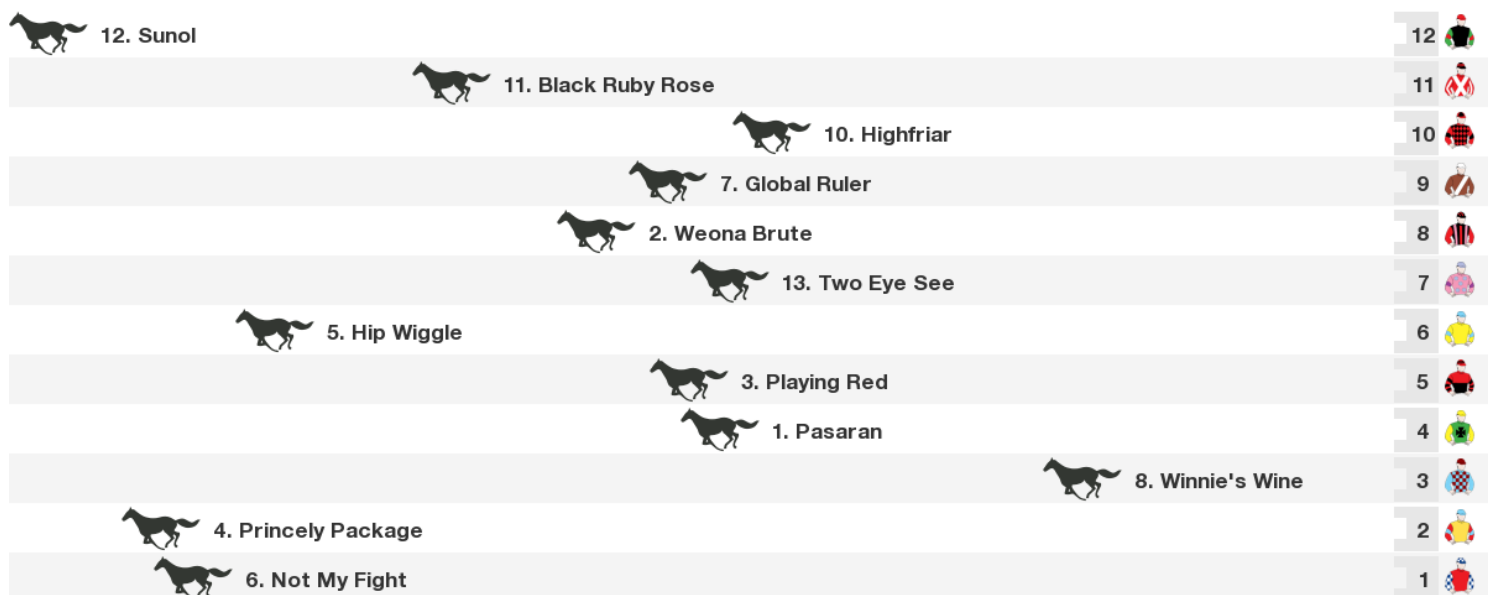 12. Sunol 12
11. Black Ruby Rose 11
10. Highfriar 10
7. Global Ruler 9
2. Weona Brute 8
13. Two Eye See 7
5. Hip Wiggle 6
3. Playing Red 5
1. Pasaran 4
8. Winnie's Wine 3
4. Princely Package 2
6. Not My Fight 1